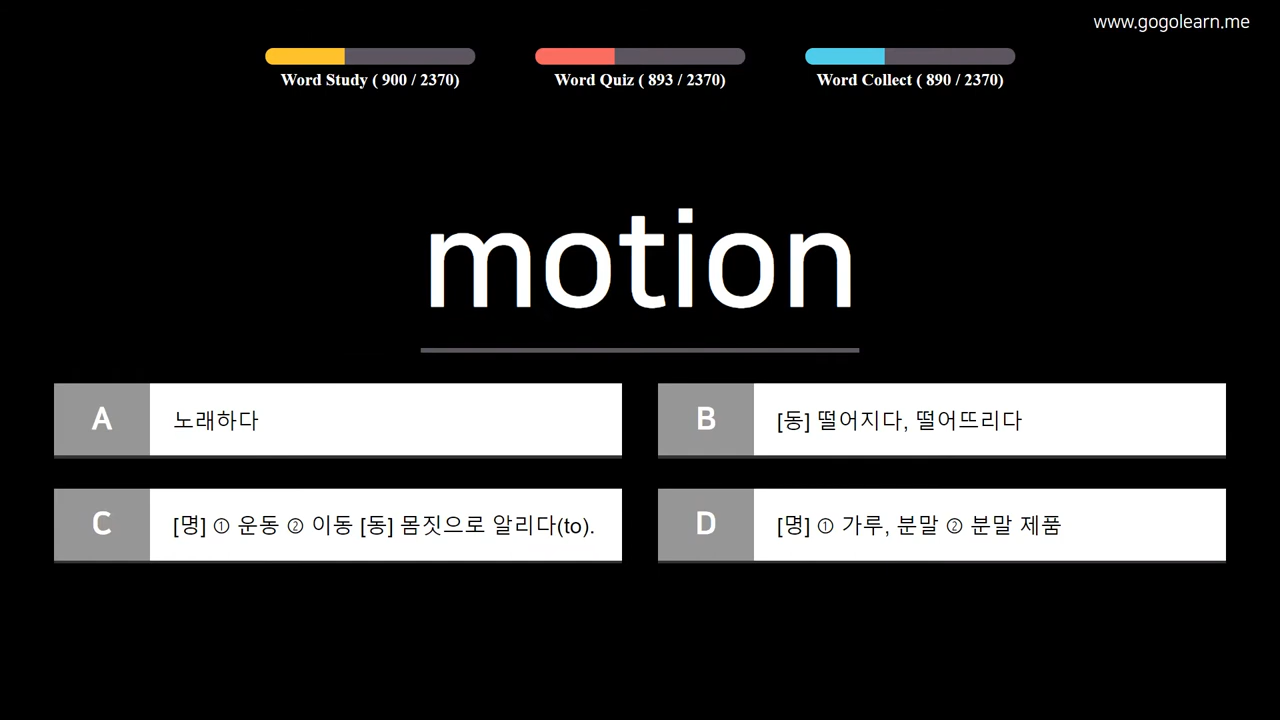 www.gogolearn.me
Word Study ( 900 / 2370)
Word Quiz ( 893 / 2370)
Word Collect ( 890 / 2370)
motion
A 노래하다
B [동] 떨어지다, 떨어뜨리다
C [명] ① 운동 ② 이동 [동] 몸짓으로 알리다(to).
D [명] ① 가루, 분말 ② 분말 제품